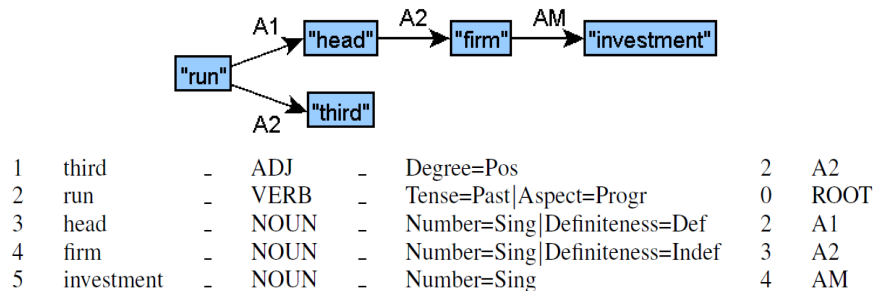 A1 A2 AM
"head" "firm" "investment"
"run"
"third"
A2
1 third _ ADJ _ Degree=Pos 2 A2
2 run _ VERB _ Tense=Past|Aspect=Progr 0 ROOT
3 head _ NOUN _ Number=Sing|Definiteness=Def 2 A1
4 firm _ NOUN _ Number=Sing|Definiteness=Indef 3 A2
5 investment _ NOUN _ Number=Sing 4 AM